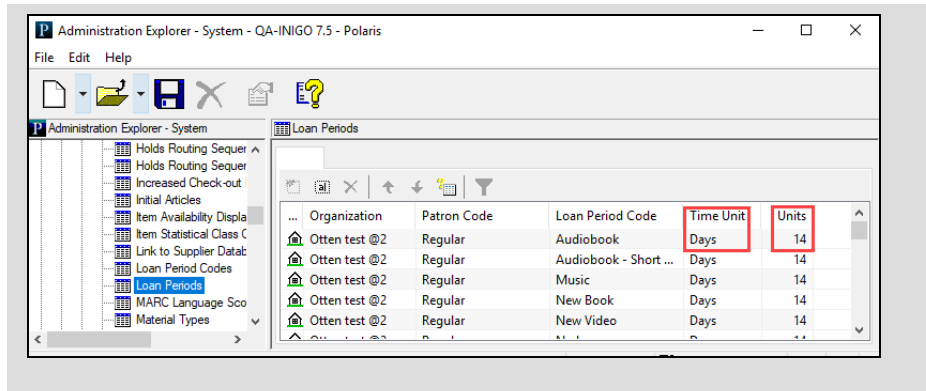 Administration Explorer - System - QA-INIGO 7.5 - Polaris
File Edit Help
Administration Explorer - System
Holds Routing Sequer
Holds Routing Sequer
Increased Check-out
Initial Articles
Item Availability Displa
Item Statistical Class C
Link to Supplier Datab
Loan Period Codes
Loan Periods
MARC Language Sco
Material Types
Loan Periods
... Organization Patron Code Loan Period Code Time Unit Units
Otten test @2 Regular Audiobook Days 14
Otten test @2 Regular Audiobook - Short ... Days 14
Otten test @2 Regular Music Days 14
Otten test @2 Regular New Book Days 14
Otten test @2 Regular New Video Days 14